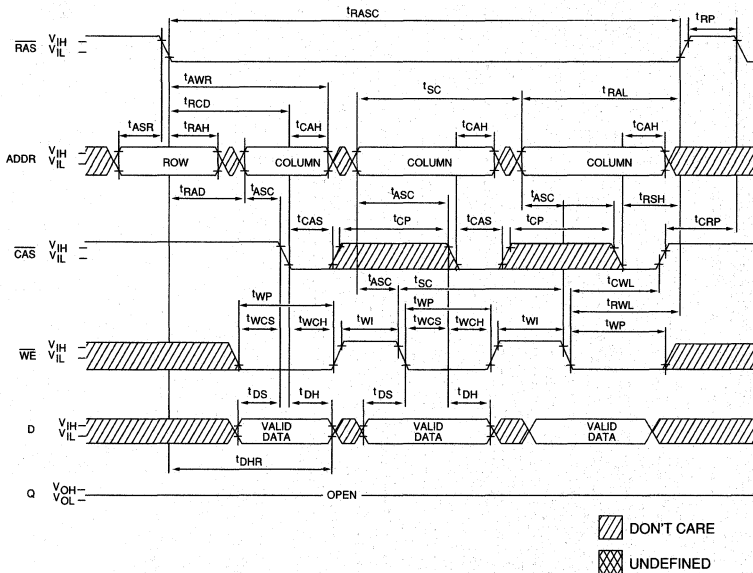 tRASC tRP
RAS VIH
VIL
tAWR tSC tRAL
tRCD
tASR tRAH tCAH tCAH tCAH
ADDR VIH
VIL
ROW COLUMN COLUMN COLUMN
tRAD tASC tASC tASC tRSH
tCAS tCP tCAS tCP tCRP
CAS VIH
VIL
tASC tSC tCWL
tWP tWP tRWL
tWCS tWCH tWI tWCS tWCH tWI tWP
WE VIH
VIL
tDS tDH tDS tDH
D VIH
VIL
VALID DATA VALID DATA VALID DATA
tDHR
Q VOH
VOL
OPEN
DON'T CARE
UNDEFINED